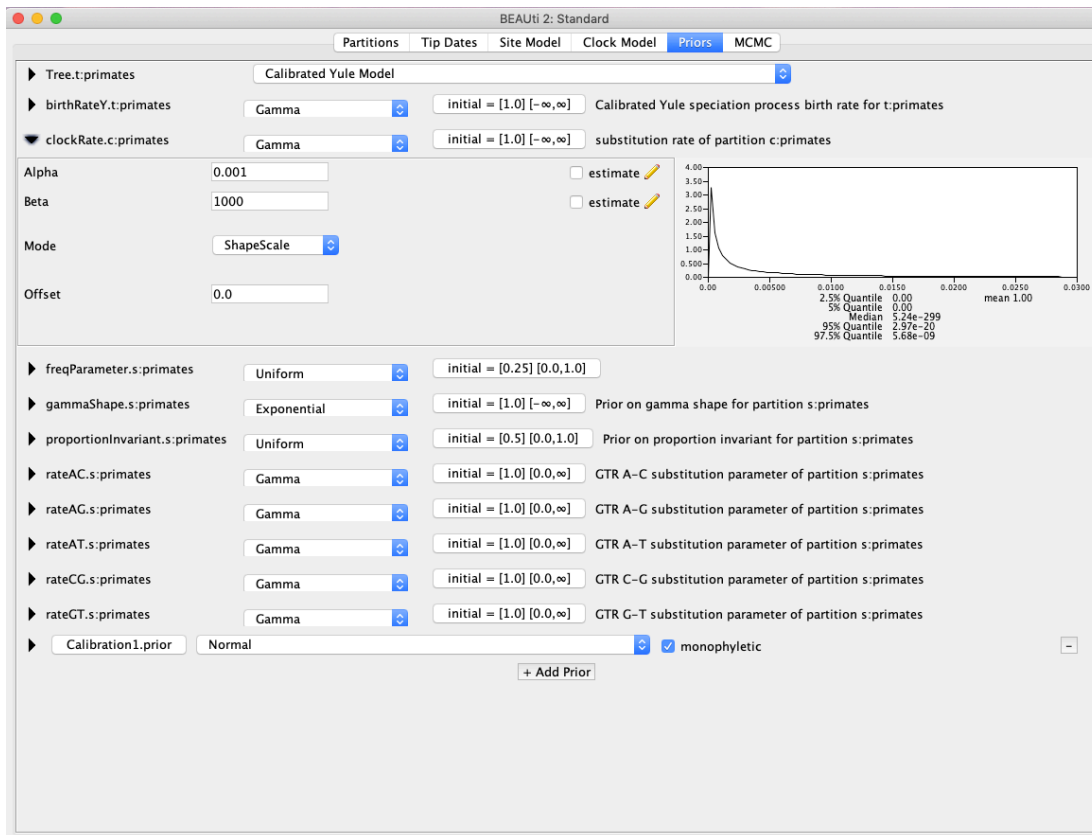 BEAUti 2: Standard
Partitions Tip Dates Site Model Clock Model Priors MCMC
Tree.t:primates Calibrated Yule Model
birthRateY.t:primates Gamma initial = [1.0] [-∞,∞] Calibrated Yule speciation process birth rate for t:primates
clockRate.c:primates Gamma initial = [1.0] [-∞,∞] substitution rate of partition c:primates
Alpha 0.001 estimate
Beta 1000 estimate
Mode ShapeScale
Offset 0.0
4.00
3.50
3.00
2.50
2.00
1.50
1.00
0.500
0.00
0.00 0.00500 0.0100 0.0150 0.0200 0.0250 0.0300
2.5% Quantile 0.00 mean 1.00
5% Quantile 0.00
Median 5.24e-299
95% Quantile 2.97e-20
97.5% Quantile 5.68e-09
freqParameter.s:primates Uniform initial = [0.25] [0.0,1.0]
gammaShape.s:primates Exponential initial = [1.0] [-∞,∞] Prior on gamma shape for partition s:primates
proportionInvariant.s:primates Uniform initial = [0.5] [0.0,1.0] Prior on proportion invariant for partition s:primates
rateAC.s:primates Gamma initial = [1.0] [0.0,∞] GTR A-C substitution parameter of partition s:primates
rateAG.s:primates Gamma initial = [1.0] [0.0,∞] GTR A-G substitution parameter of partition s:primates
rateAT.s:primates Gamma initial = [1.0] [0.0,∞] GTR A-T substitution parameter of partition s:primates
rateCG.s:primates Gamma initial = [1.0] [0.0,∞] GTR C-G substitution parameter of partition s:primates
rateGT.s:primates Gamma initial = [1.0] [0.0,∞] GTR G-T substitution parameter of partition s:primates
Calibration1.prior Normal monophyletic -
+ Add Prior